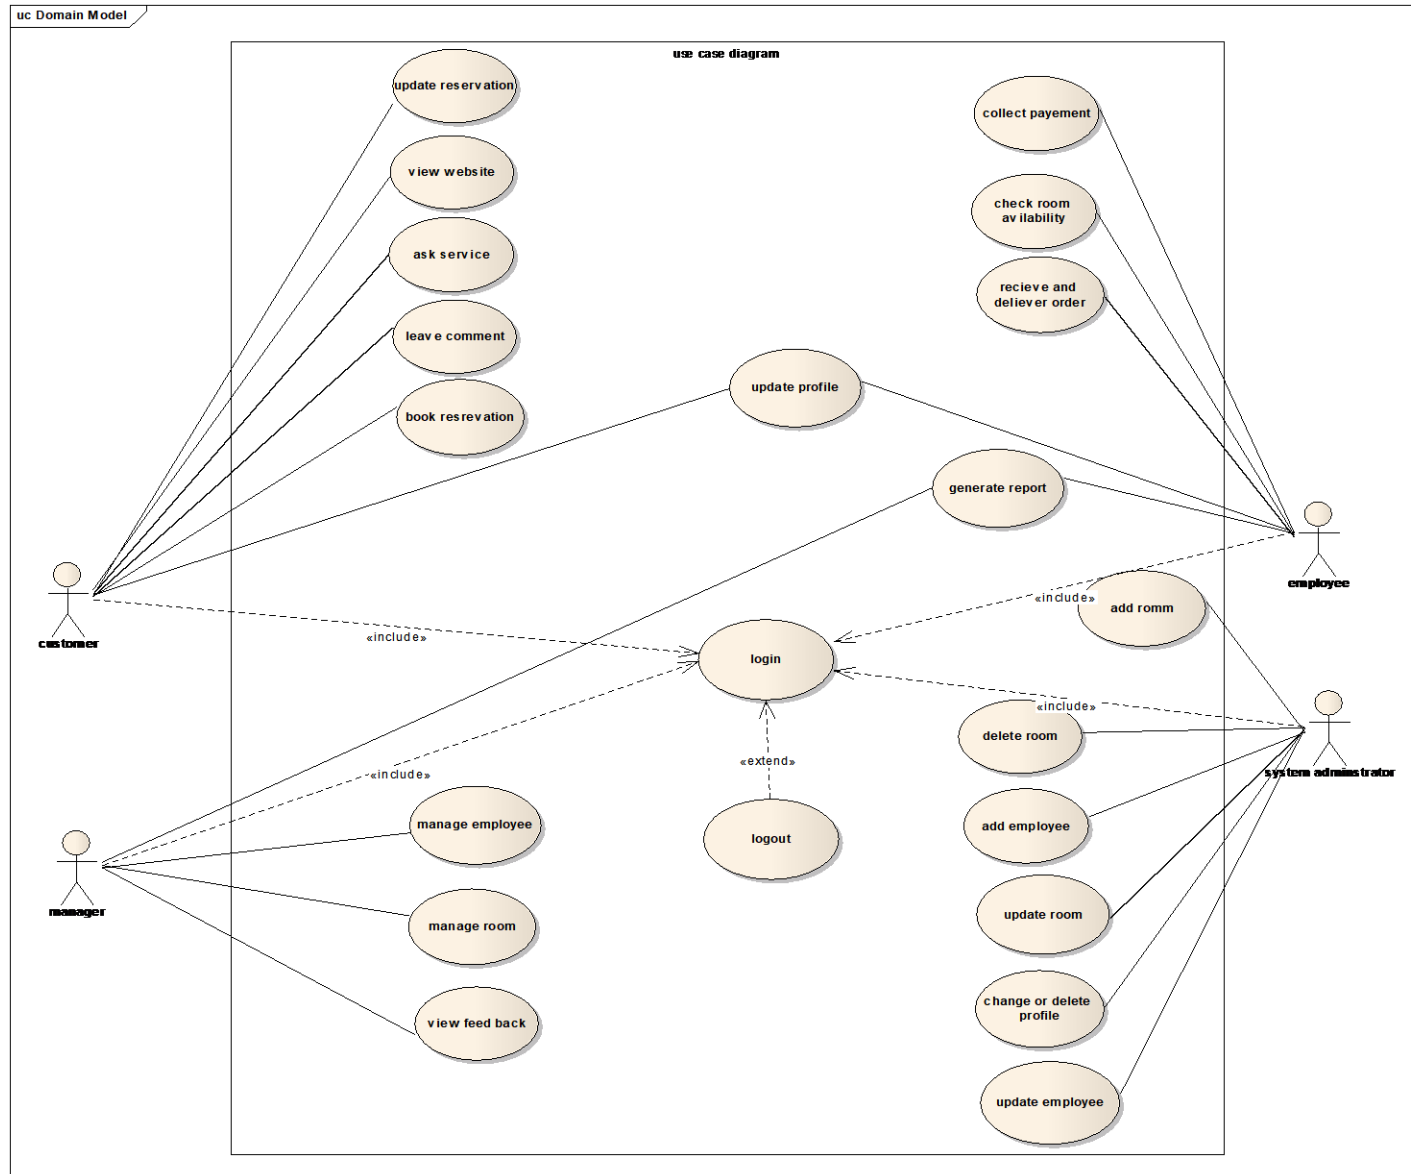 uc Domain Model
use case diagram
update reservation
view website
ask service
leave comment
book resrevation
collect payement
check room
avilability
recieve and
deliever order
update profile
generate report
employee
add romm
«include»
customer
«include»
login
system adminstrator
«include»
delete room
«extend»
«include»
manager
manage employee
logout
add employee
manage room
update room
view feed back
change or delete
profile
update employee